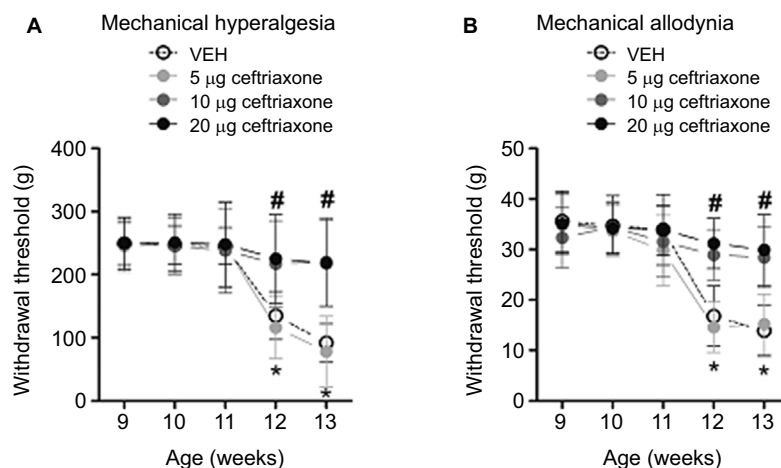 A Mechanical hyperalgesia
VEH
5 μg ceftriaxone
10 μg ceftriaxone
20 μg ceftriaxone
Withdrawal threshold (g)
400
300
200
100
0
# #
* *
9 10 11 12 13
Age (weeks)
B Mechanical allodynia
VEH
5 μg ceftriaxone
10 μg ceftriaxone
20 μg ceftriaxone
Withdrawal threshold (g)
50
40
30
20
10
0
# #
* *
9 10 11 12 13
Age (weeks)